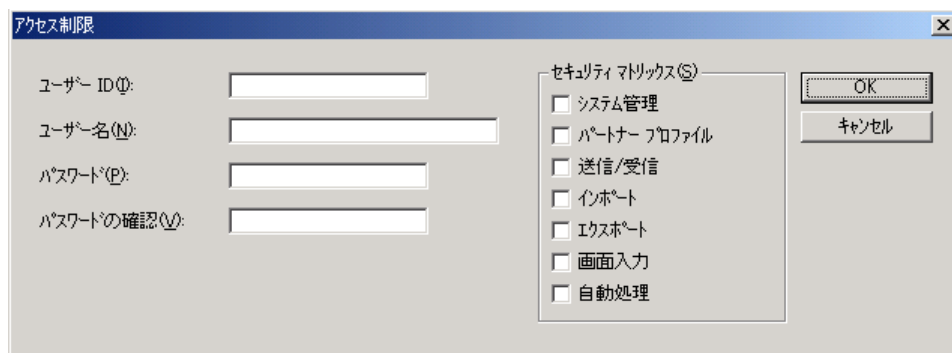 アクセス制限
ユーザー ID(I):
ユーザー名(N):
パスワード(P):
パスワードの確認(V):
セキュリティ マトリックス(S)
システム管理
パートナー プロファイル
送信/受信
インポート
エクスポート
画面入力
自動処理
OK
キャンセル